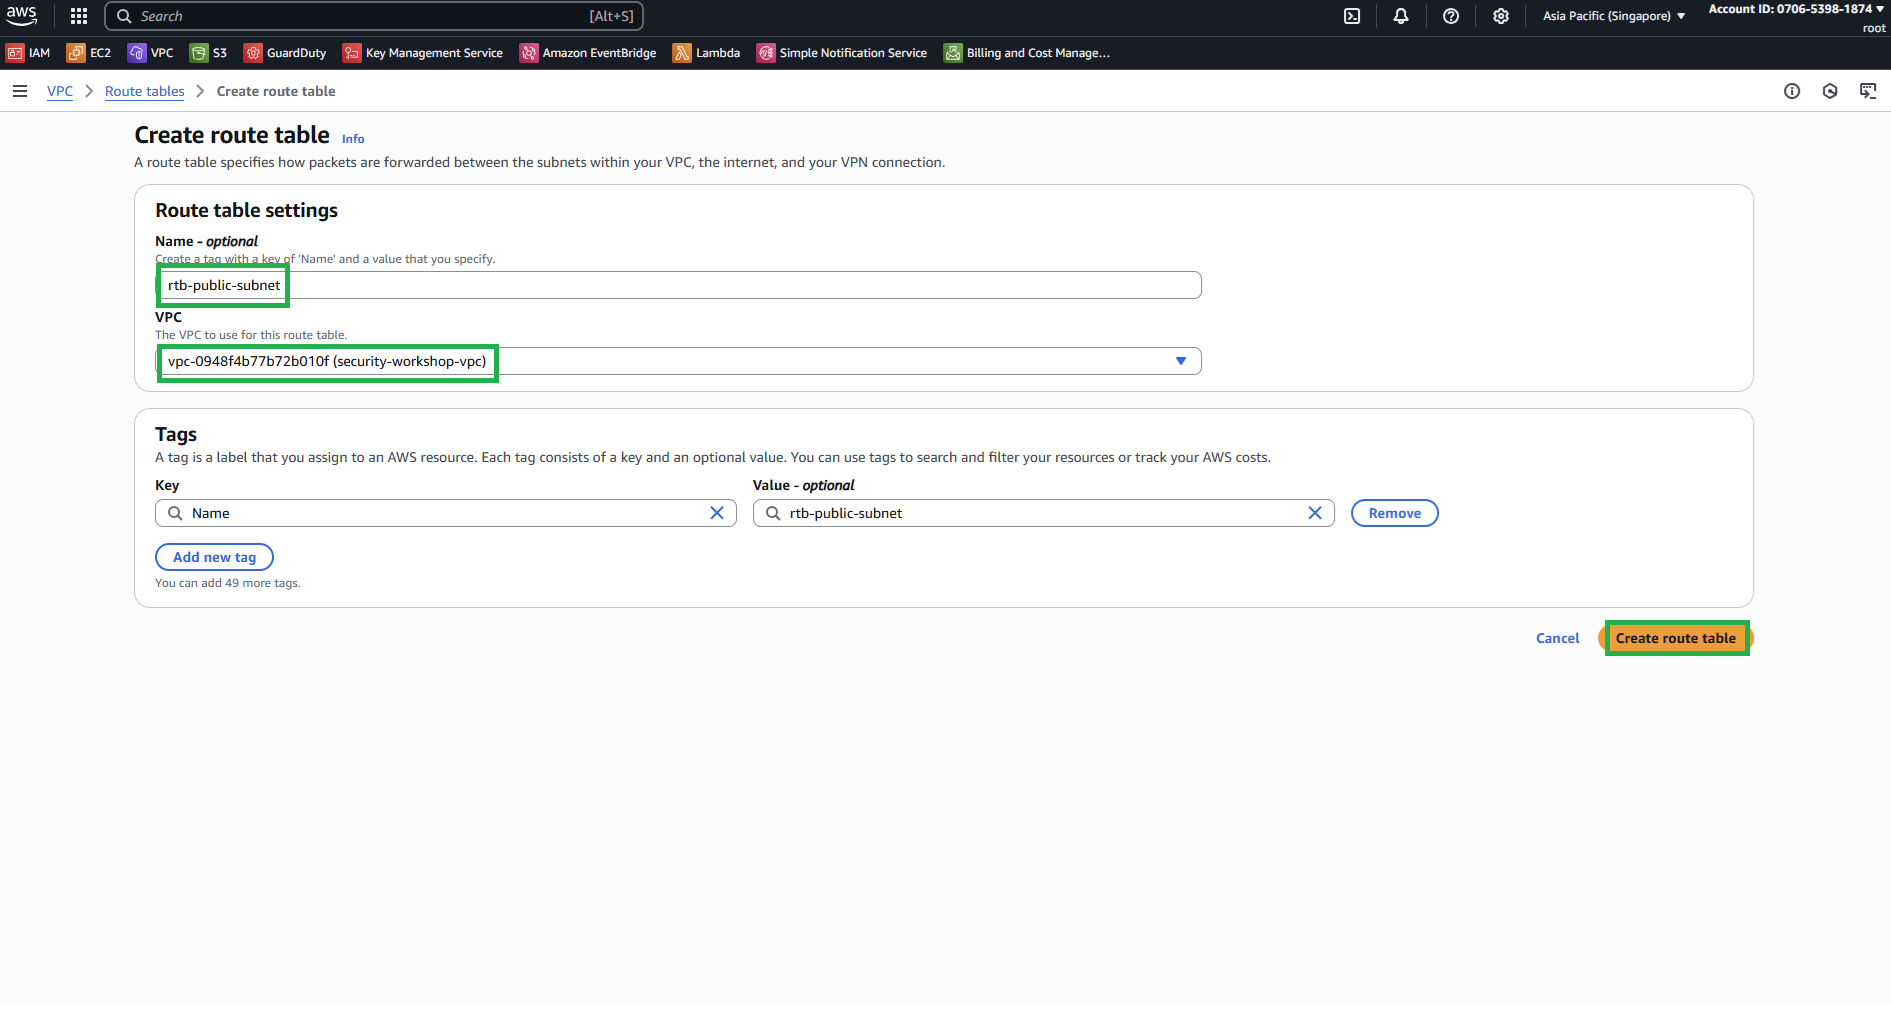 aws Search [Alt+S] Asia Pacific (Singapore) Account ID: 0706-5398-1874
root
IAM EC2 VPC S3 GuardDuty Key Management Service Amazon EventBridge Lambda Simple Notification Service Billing and Cost Manage...
VPC Route tables Create route table
Create route table Info
A route table specifies how packets are forwarded between the subnets within your VPC, the internet, and your VPN connection.
Route table settings
Name - optional
Create a tag with a key of 'Name' and a value that you specify.
rtb-public-subnet
VPC
The VPC to use for this route table.
vpc-0948f4b77b72b010f (security-workshop-vpc)
Tags
A tag is a label that you assign to an AWS resource. Each tag consists of a key and an optional value. You can use tags to search and filter your resources or track your AWS costs.
Key Value - optional
Name rtb-public-subnet Remove
Add new tag
You can add 49 more tags.
Cancel Create route table